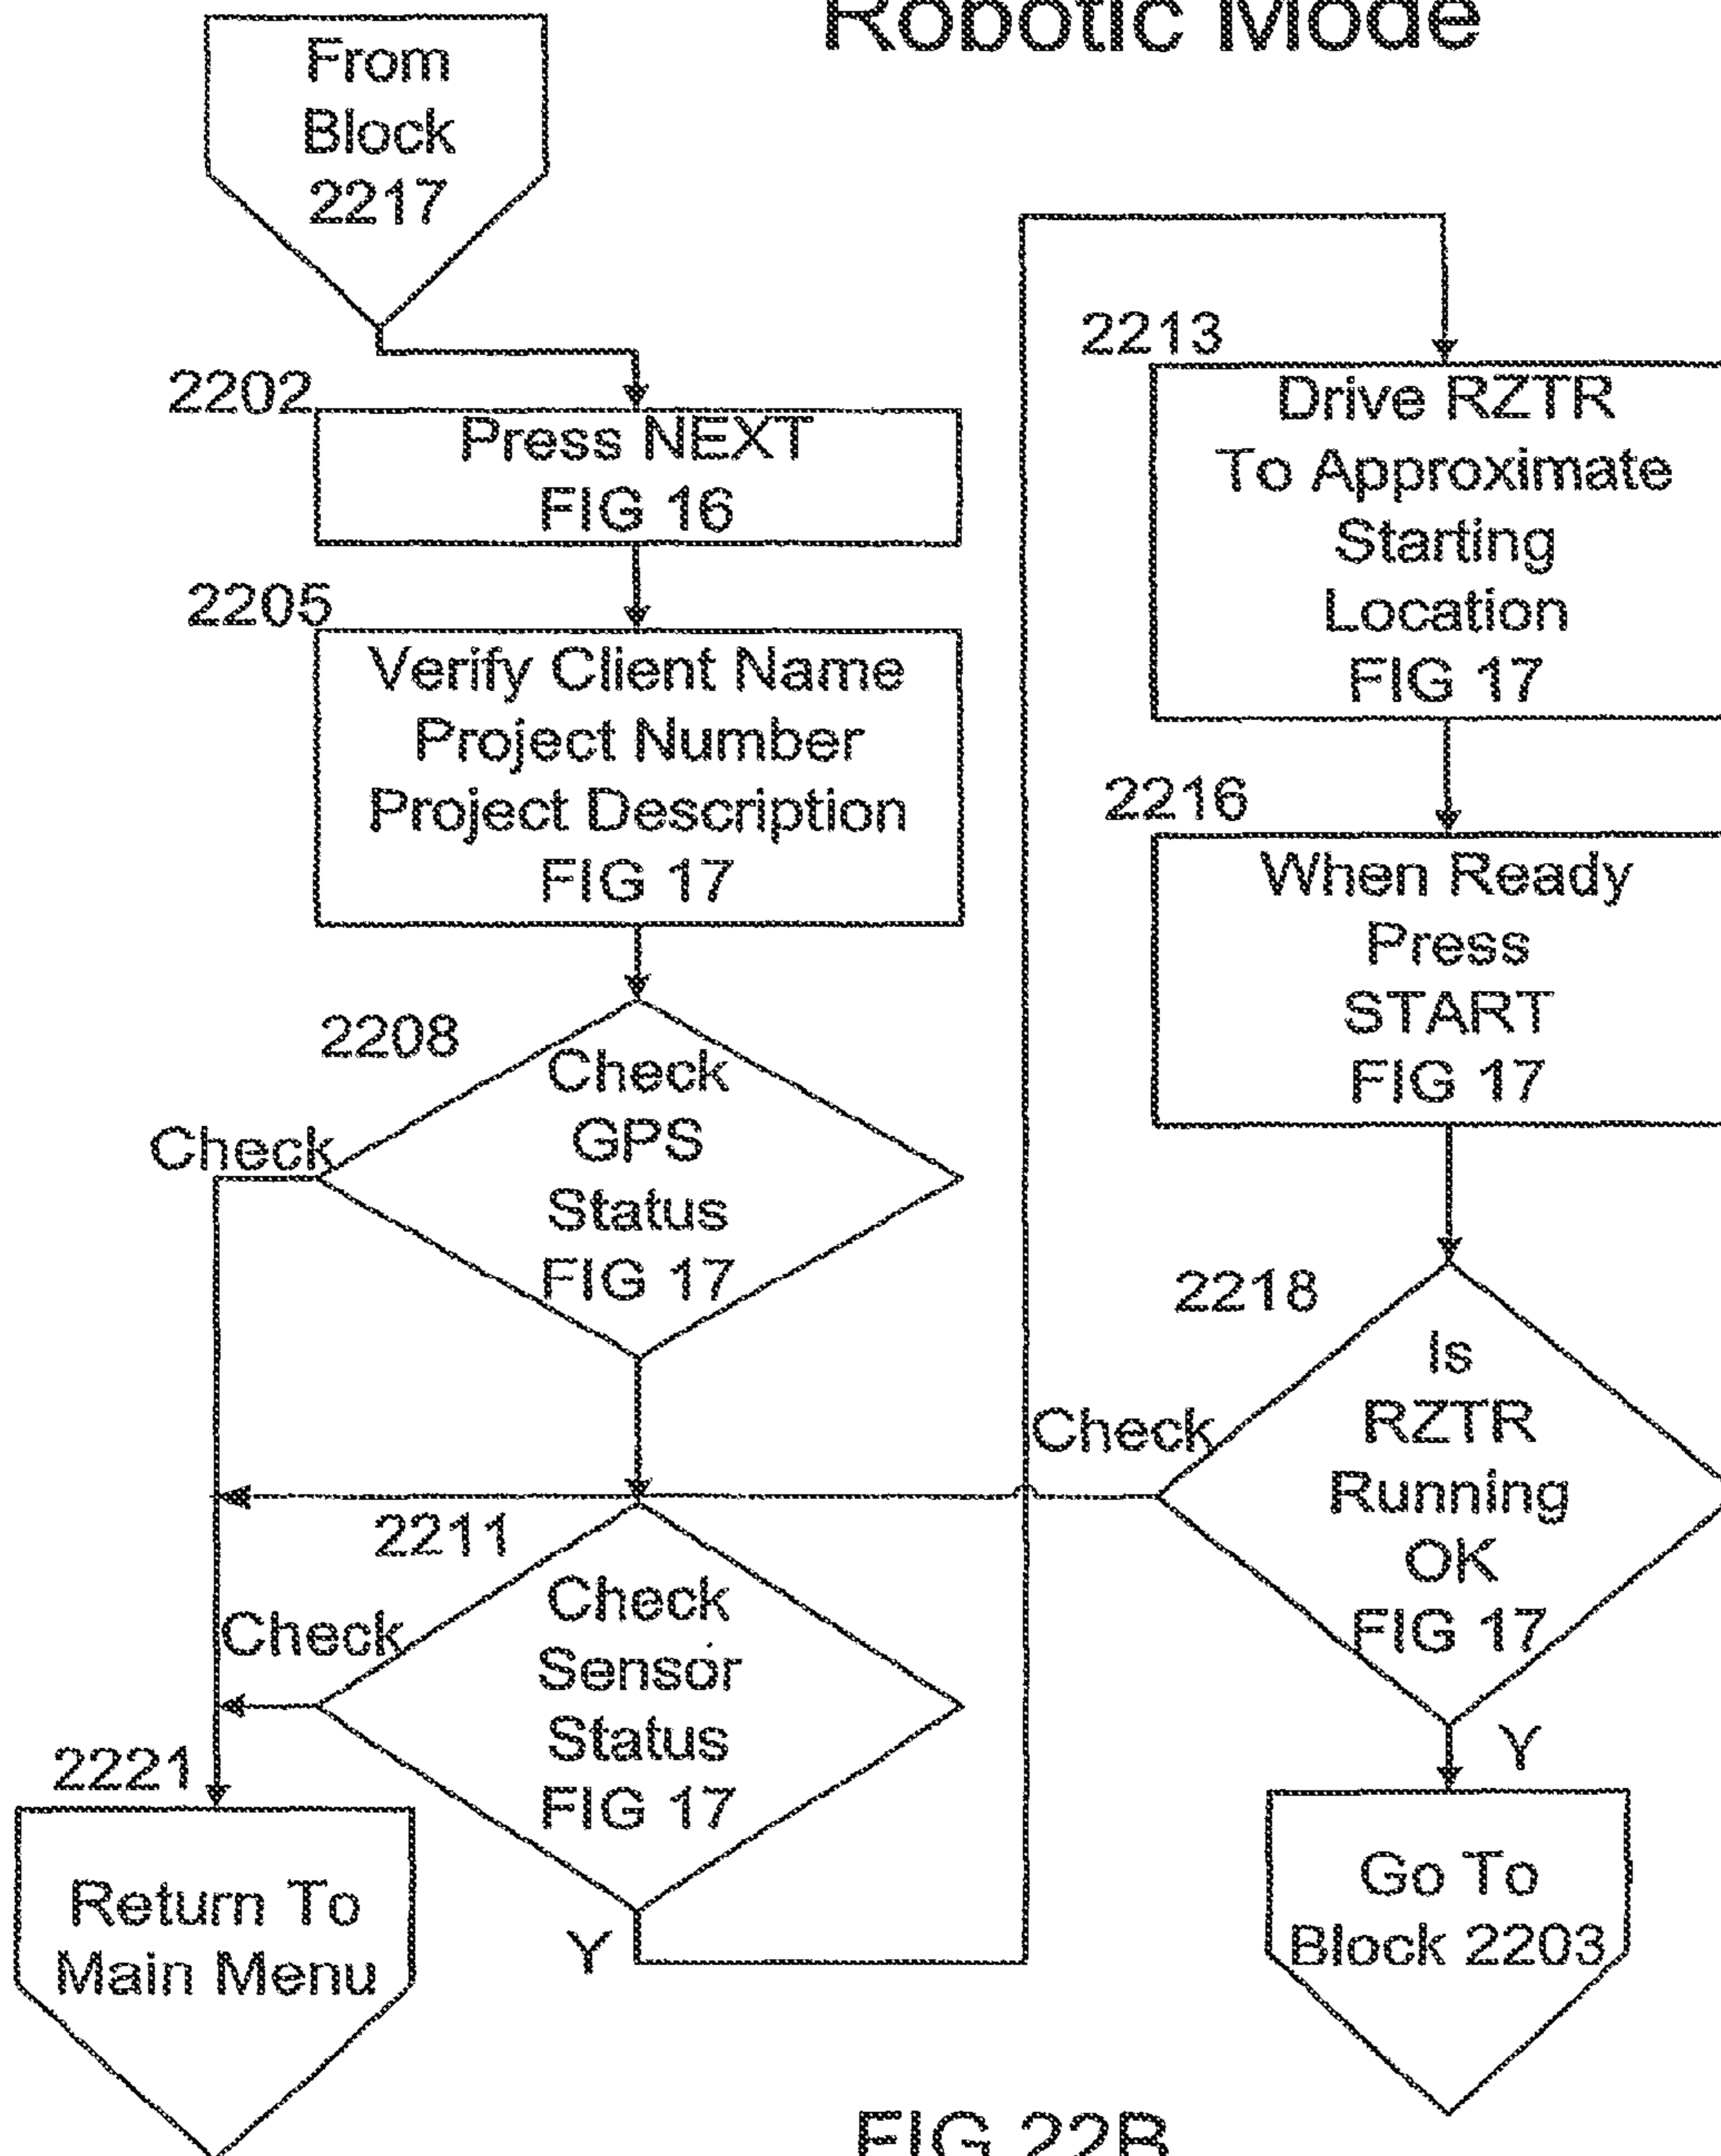 Robotic Mode
From
Block
2217
2202
Press NEXT
FIG 16
2205
Verify Client Name
Project Number
Project Description
FIG 17
2208
Check
GPS
Status
FIG 17
Check
2211
Check
Sensor
Status
FIG 17
Check
Y
2221
Return To
Main Menu
2213
Drive RZTR
To Approximate
Starting
Location
FIG 17
2216
When Ready
Press
START
FIG 17
2218
Is
RZTR
Running
OK
FIG 17
Check
Y
Go To
Block 2203
FIG 22B